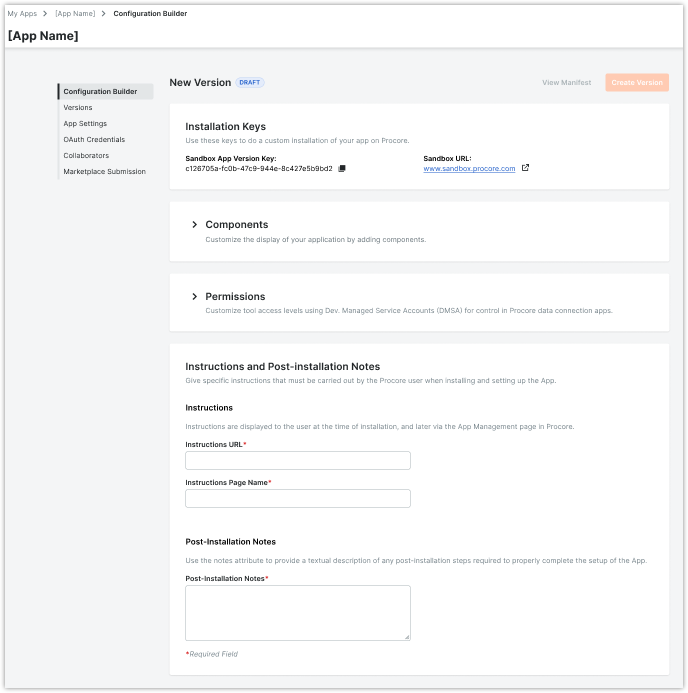 My Apps > [App Name] > Configuration Builder
[App Name]
Configuration Builder
Versions
App Settings
OAuth Credentials
Collaborators
Marketplace Submission
New Version DRAFT
View Manifest Create Version
Installation Keys
Use these keys to do a custom installation of your app on Procore.
Sandbox App Version Key: Sandbox URL:
c126705a-fc0b-47c9-944e-8c427e5b9bd2 www.sandbox.procore.com
Components
Customize the display of your application by adding components.
Permissions
Customize tool access levels using Dev. Managed Service Accounts (DMSA) for control in Procore data connection apps.
Instructions and Post-installation Notes
Give specific instructions that must be carried out by the Procore user when installing and setting up the App.
Instructions
Instructions are displayed to the user at the time of installation, and later via the App Management page in Procore.
Instructions URL*
Instructions Page Name*
Post-Installation Notes
Use the notes attribute to provide a textual description of any post-installation steps required to properly complete the setup of the App.
Post-Installation Notes*
*Required Field